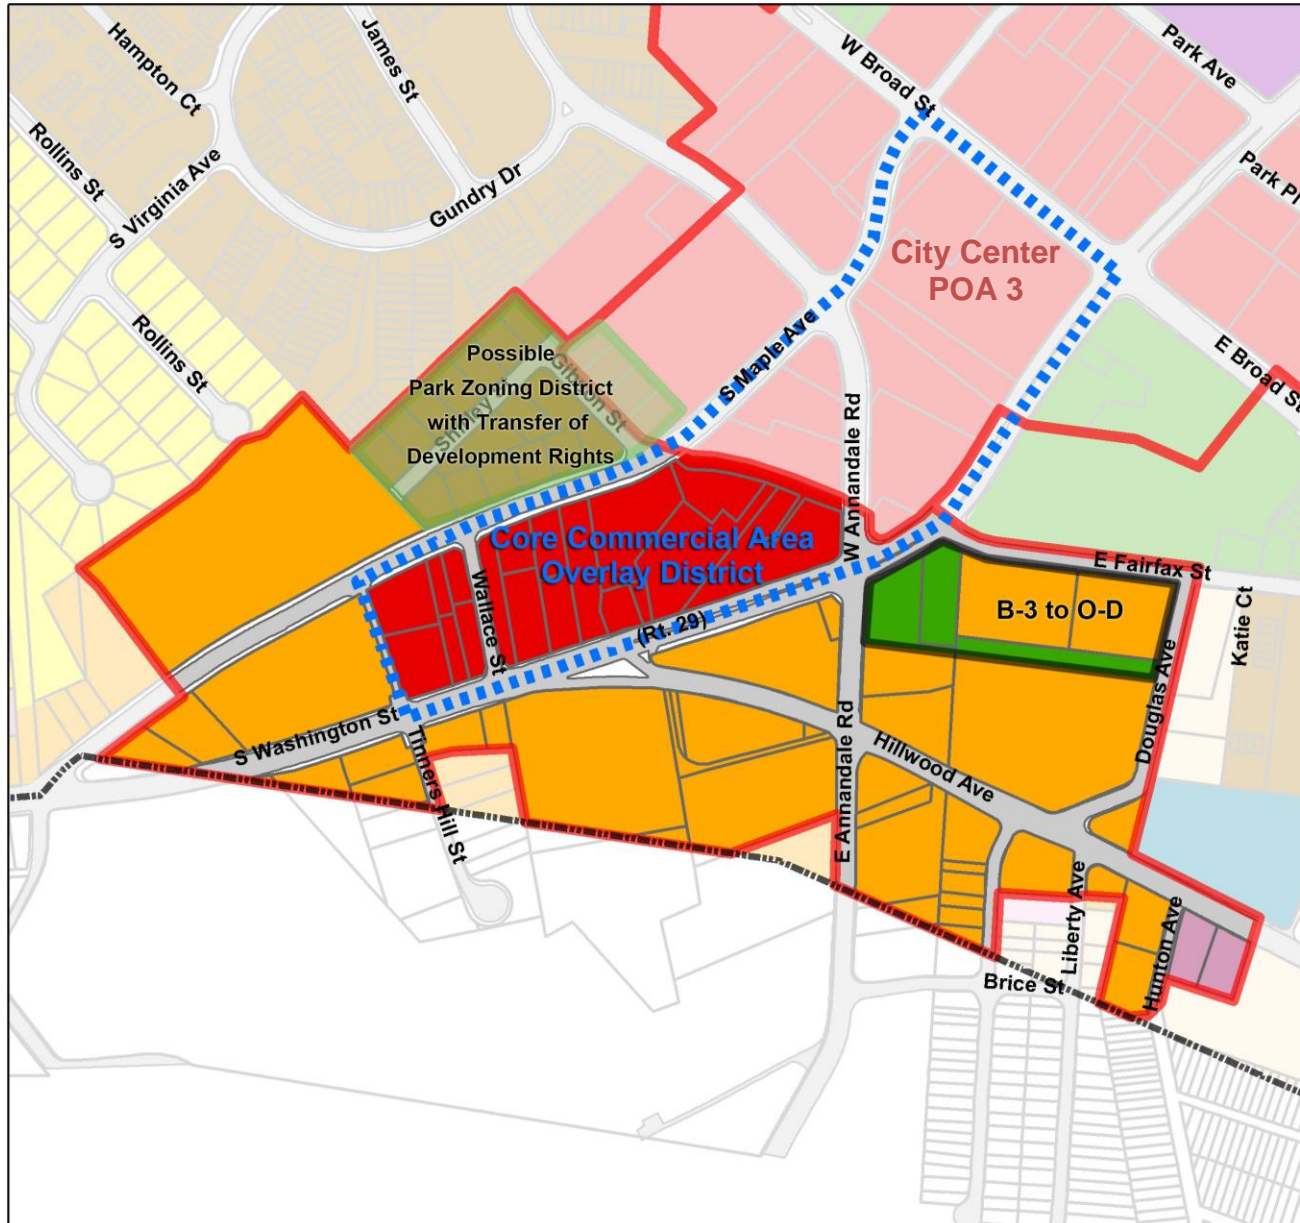 Hampton Ct
James St
W Broad St
Park Ave
Rollins St
S Virginia Ave
Gundry Dr
Park Pl
City Center
POA 3
Rollins St
Possible
Park Zoning District
with Transfer of
Development Rights
Gibson St
Shirley
S Maple Ave
E Broad St
W Annandale Rd
Core Commercial Area
Overlay District
Wallace St
(Rt. 29)
E Fairfax St
B-3 to O-D
Katie Ct
Douglas Ave
S Washington St
Tinners Hill St
E Annandale Rd
Hillwood Ave
Liberty Ave
Hunton Ave
Brice St